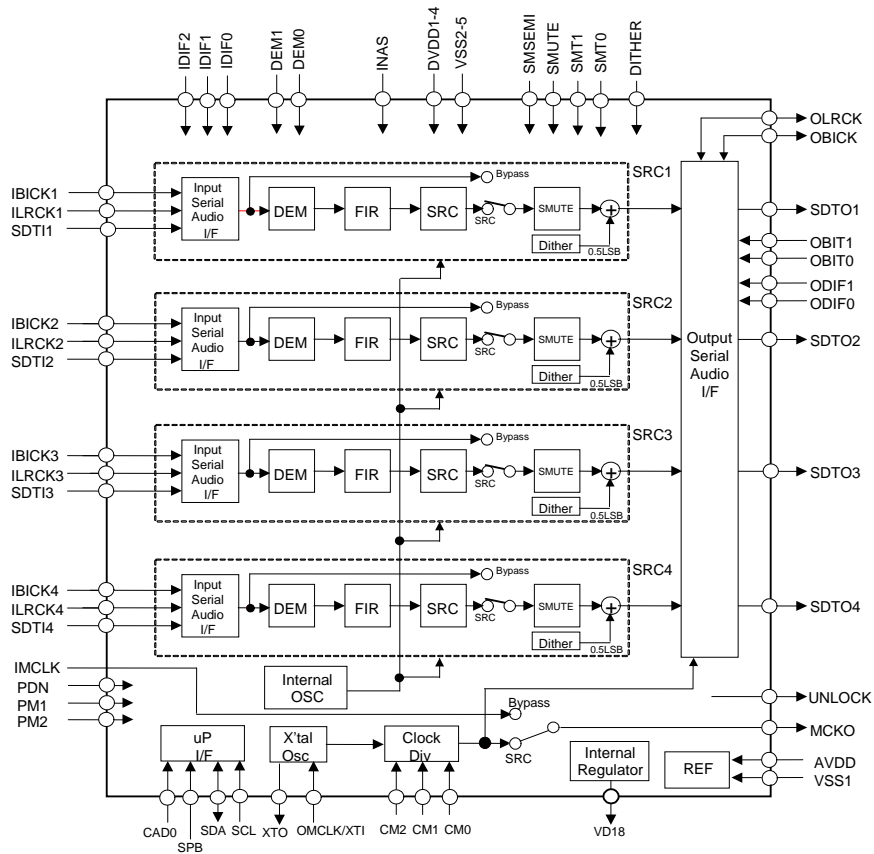 IDIF2
IDIF1
IDIF0
DEM1
DEM0
INAS
DVDD1-4
VSS2-5
SMSEMI
SMUTE
SMT1
SMT0
DITHER
OLRCK
OBICK
SRC1
Bypass
IBICK1
ILRCK1
SDTI1
Input
Serial
Audio
I/F
DEM
FIR
SRC
SRC
SMUTE
Dither
0.5LSB
SDTO1
OBIT1
OBIT0
ODIF1
ODIF0
SRC2
Bypass
IBICK2
ILRCK2
SDTI2
Input
Serial
Audio
I/F
DEM
FIR
SRC
SRC
SMUTE
Dither
0.5LSB
Output
Serial
Audio
I/F
SDTO2
SRC3
Bypass
IBICK3
ILRCK3
SDTI3
Input
Serial
Audio
I/F
DEM
FIR
SRC
SRC
SMUTE
Dither
0.5LSB
SDTO3
SRC4
Bypass
IBICK4
ILRCK4
SDTI4
Input
Serial
Audio
I/F
DEM
FIR
SRC
SRC
SMUTE
Dither
0.5LSB
SDTO4
IMCLK
PDN
PM1
PM2
Internal
OSC
Bypass
SRC
UNLOCK
MCKO
AVDD
VSS1
uP
I/F
X'tal
Osc
Clock
Div
Internal
Regulator
REF
CAD0
SPB
SDA
SCL
XTO
OMCLK/XTI
CM2
CM1
CM0
VD18